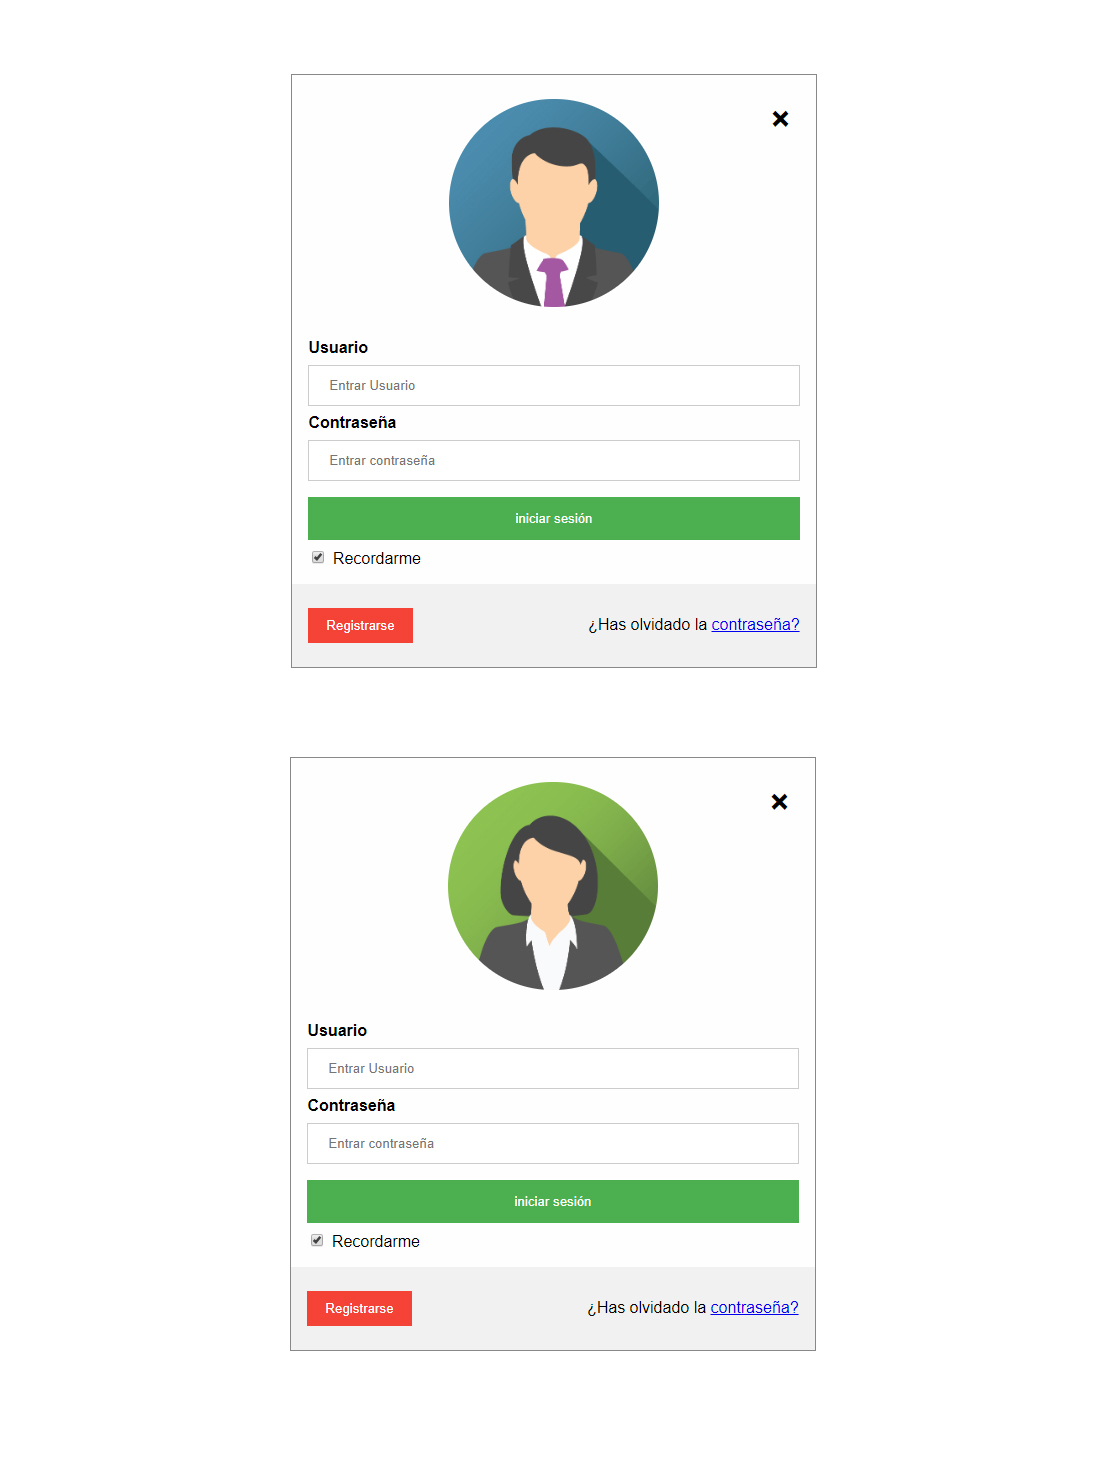 Usuario
Entrar Usuario
Contraseña
Entrar contraseña
iniciar sesión
Recordarme
Registrarse ¿Has olvidado la contraseña?
Usuario
Entrar Usuario
Contraseña
Entrar contraseña
iniciar sesión
Recordarme
Registrarse ¿Has olvidado la contraseña?